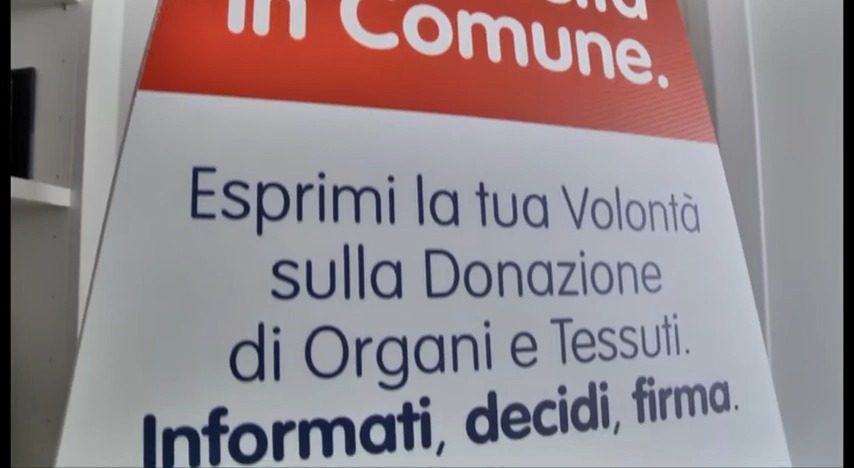 in Comune.
Esprimi la tua Volontà
sulla Donazione
di Organi e Tessuti.
Informati, decidi, firma.